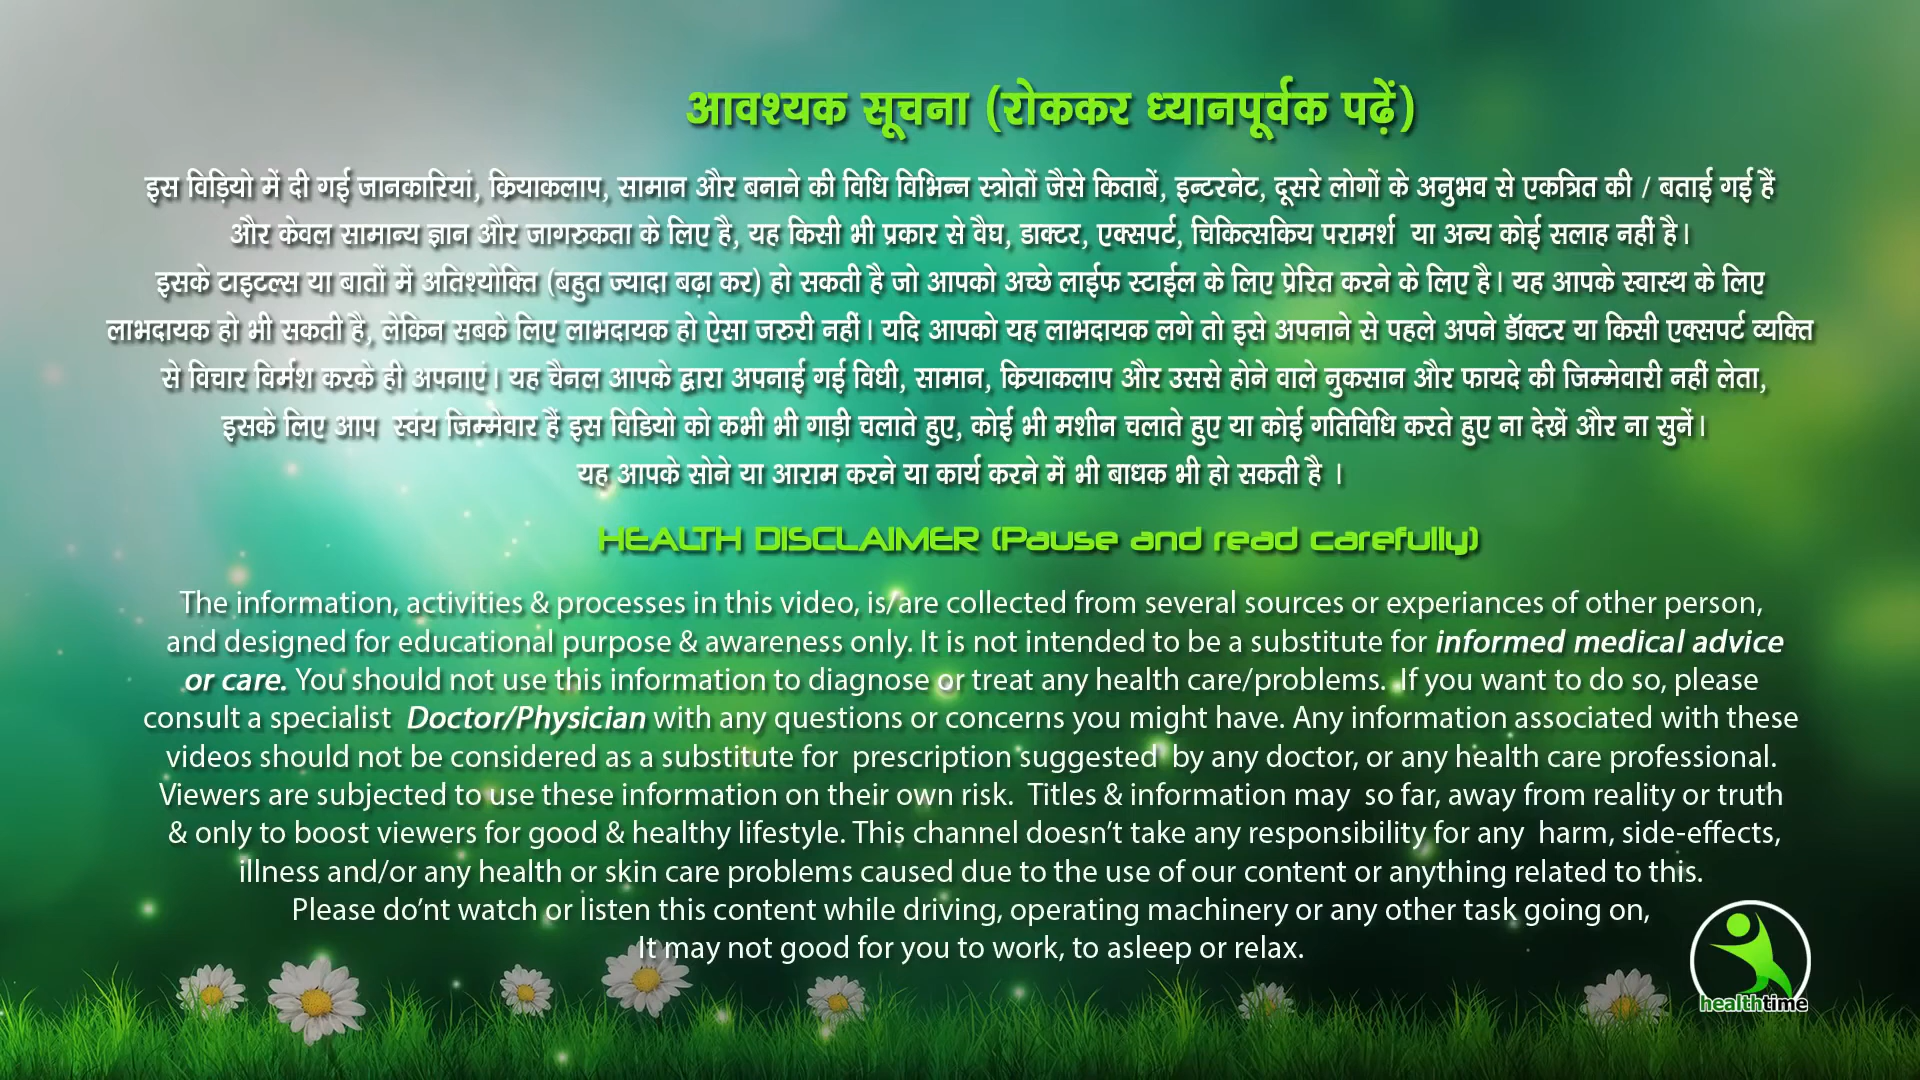 आवश्यक सूचना (रोककर ध्यानपूर्वक पढ़ें)
इस विड़ियो में दी गई जानकारियां, क्रियाकलाप, सामान और बनाने की विधि विभिन्न स्त्रोतों जैसे किताबें, इन्टरनेट, दूसरे लोगों के अनुभव से एकत्रित की / बताई गई हैं
और केवल सामान्य ज्ञान और जागरुकता के लिए है, यह किसी भी प्रकार से वैघ, डाक्टर, एक्सपर्ट, चिकित्सकिय परामर्श या अन्य कोई सलाह नहीं है।
इसके टाइटल्स या बातों में अतिश्योक्ति (बहुत ज्यादा बढ़ा कर) हो सकती है जो आपको अच्छे लाईफ स्टाईल के लिए प्रेरित करने के लिए है। यह आपके स्वास्थ के लिए
लाभदायक हो भी सकती है, लेकिन सबके लिए लाभदायक हो ऐसा जरुरी नहीं। यदि आपको यह लाभदायक लगे तो इसे अपनाने से पहले अपने डॅाक्टर या किसी एक्सपर्ट व्यक्ति
से विचार विर्मश करके ही अपनाएं। यह चैनल आपके द्वारा अपनाई गई विधी, सामान, क्रियाकलाप और उससे होने वाले नुकसान और फायदे की जिम्मेवारी नहीं लेता,
इसके लिए आप स्वंय जिम्मेवार हैं इस विडियो को कभी भी गाड़ी चलाते हुए, कोई भी मशीन चलाते हुए या कोई गतिविधि करते हुए ना देखें और ना सुनें।
यह आपके सोने या आराम करने या कार्य करने में भी बाधक भी हो सकती है ।
HEALTH DISCLAIMER (Pause and read carefully)
The information, activities & processes in this video, is/are collected from several sources or experiances of other person,
and designed for educational purpose & awareness only. It is not intended to be a substitute for informed medical advice
or care. You should not use this information to diagnose or treat any health care/problems. If you want to do so, please
consult a specialist Doctor/Physician with any questions or concerns you might have. Any information associated with these
videos should not be considered as a substitute for prescription suggested by any doctor, or any health care professional.
Viewers are subjected to use these information on their own risk. Titles & information may so far, away from reality or truth
& only to boost viewers for good & healthy lifestyle. This channel doesn't take any responsibility for any harm, side-effects,
illness and/or any health or skin care problems caused due to the use of our content or anything related to this.
Please do'nt watch or listen this content while driving, operating machinery or any other task going on,
It may not good for you to work, to asleep or relax.
healthtime